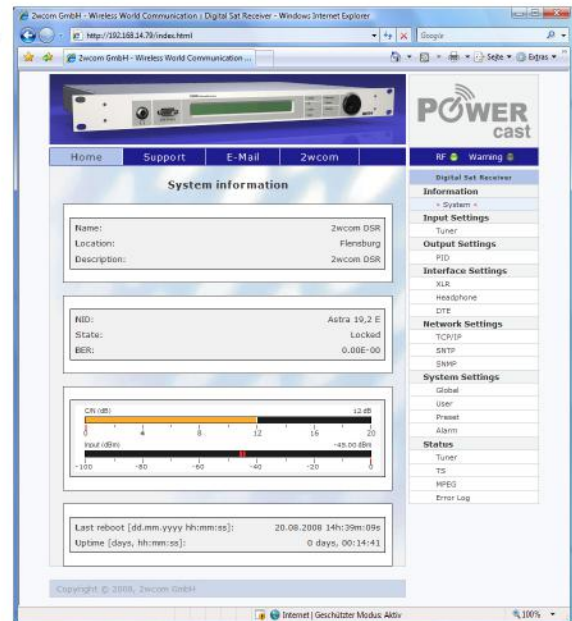 2wcom GmbH - Wireless World Communication :: Digital Sat Receiver - Windows Internet Explorer
http://192.168.14.79/index.html
Google
2wcom GmbH - Wireless World Communication ...
Seite
Extras
POWER
cast
Home Support E-Mail 2wcom
RF Warning
System information
Name: 2wcom DSR
Location: Flensburg
Description: 2wcom DSR
NID: Astra 19,2 E
State: Locked
BER: 0.00E-00
C/N (dB) 12 dB
0 4 8 12 16 20
Input (dBm) -45.00 dBm
-100 -80 -60 -40 -20 0
Last reboot [dd.mm.yyyy hh:mm:ss]: 20.08.2008 14h:39m:09s
Uptime [days, hh:mm:ss]: 0 days, 00:14:41
Digital Sat Receiver
Information
» System «
Input Settings
Tuner
Output Settings
PID
Interface Settings
XLR
Headphone
DTE
Network Settings
TCP/IP
SNTP
SNMP
System Settings
Global
User
Preset
Alarm
Status
Tuner
TS
MPEG
Error Log
Copyright © 2008, 2wcom GmbH
Internet | Geschützter Modus: Aktiv
100%